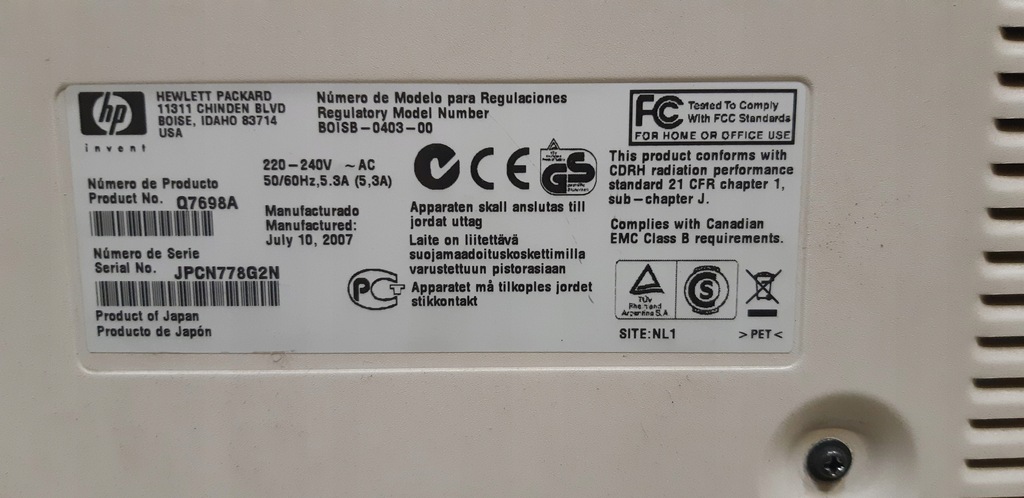 hp
invent
HEWLETT PACKARD
11311 CHINDEN BLVD
BOISE, IDAHO 83714
USA
Número de Modelo para Regulaciones
Regulatory Model Number
BOISB-0403-00
220-240V ~ AC
50/60Hz,5.3A (5,3A)
Número de Producto
Product No. Q7698A
Manufacturado
Manufactured:
July 10, 2007
Número de Serie
Serial No. JPCN778G2N
Product of Japan
Producto de Japón
CE
GS
Apparaten skall anslutas till
jordat uttag
Laite on liitettävä
suojamaadoituskoskettimilla
varustettuun pistorasiaan
Apparatet må tilkoples jordet
stikkontakt
FC Tested To Comply
With FCC Standards
FOR HOME OR OFFICE USE
This product conforms with
CDRH radiation performance
standard 21 CFR chapter 1,
sub-chapter J.
Complies with Canadian
EMC Class B requirements.
TÜV
Rheinland
Argentina S.A.
S
SITE:NL1
>PET<